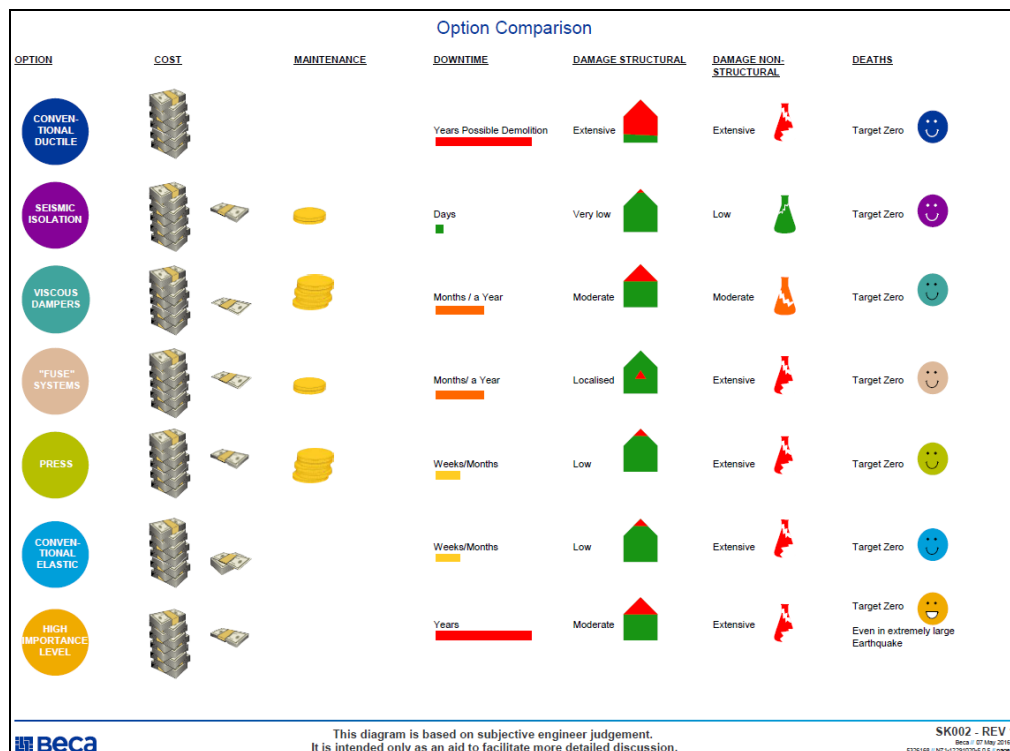 Option Comparison
OPTION COST MAINTENANCE DOWNTIME DAMAGE STRUCTURAL DAMAGE NON-
STRUCTURAL DEATHS
CONVEN-
TIONAL
DUCTILE
Years Possible Demolition
Extensive
Extensive
Target Zero
SEISMIC
ISOLATION
Days
Very low
Low
Target Zero
VISCOUS
DAMPERS
Months / a Year
Moderate
Moderate
Target Zero
"FUSE"
SYSTEMS
Months/ a Year
Localised
Extensive
Target Zero
PRESS
Weeks/Months
Low
Extensive
Target Zero
CONVEN-
TIONAL
ELASTIC
Weeks/Months
Low
Extensive
Target Zero
HIGH
IMPORTANCE
LEVEL
Years
Moderate
Extensive
Target Zero
Even in extremely large
Earthquake
Beca
This diagram is based on subjective engineer judgement.
It is intended only as an aid to facilitate more detailed discussion.
SK002 - REV
Beca // 07 May 2016